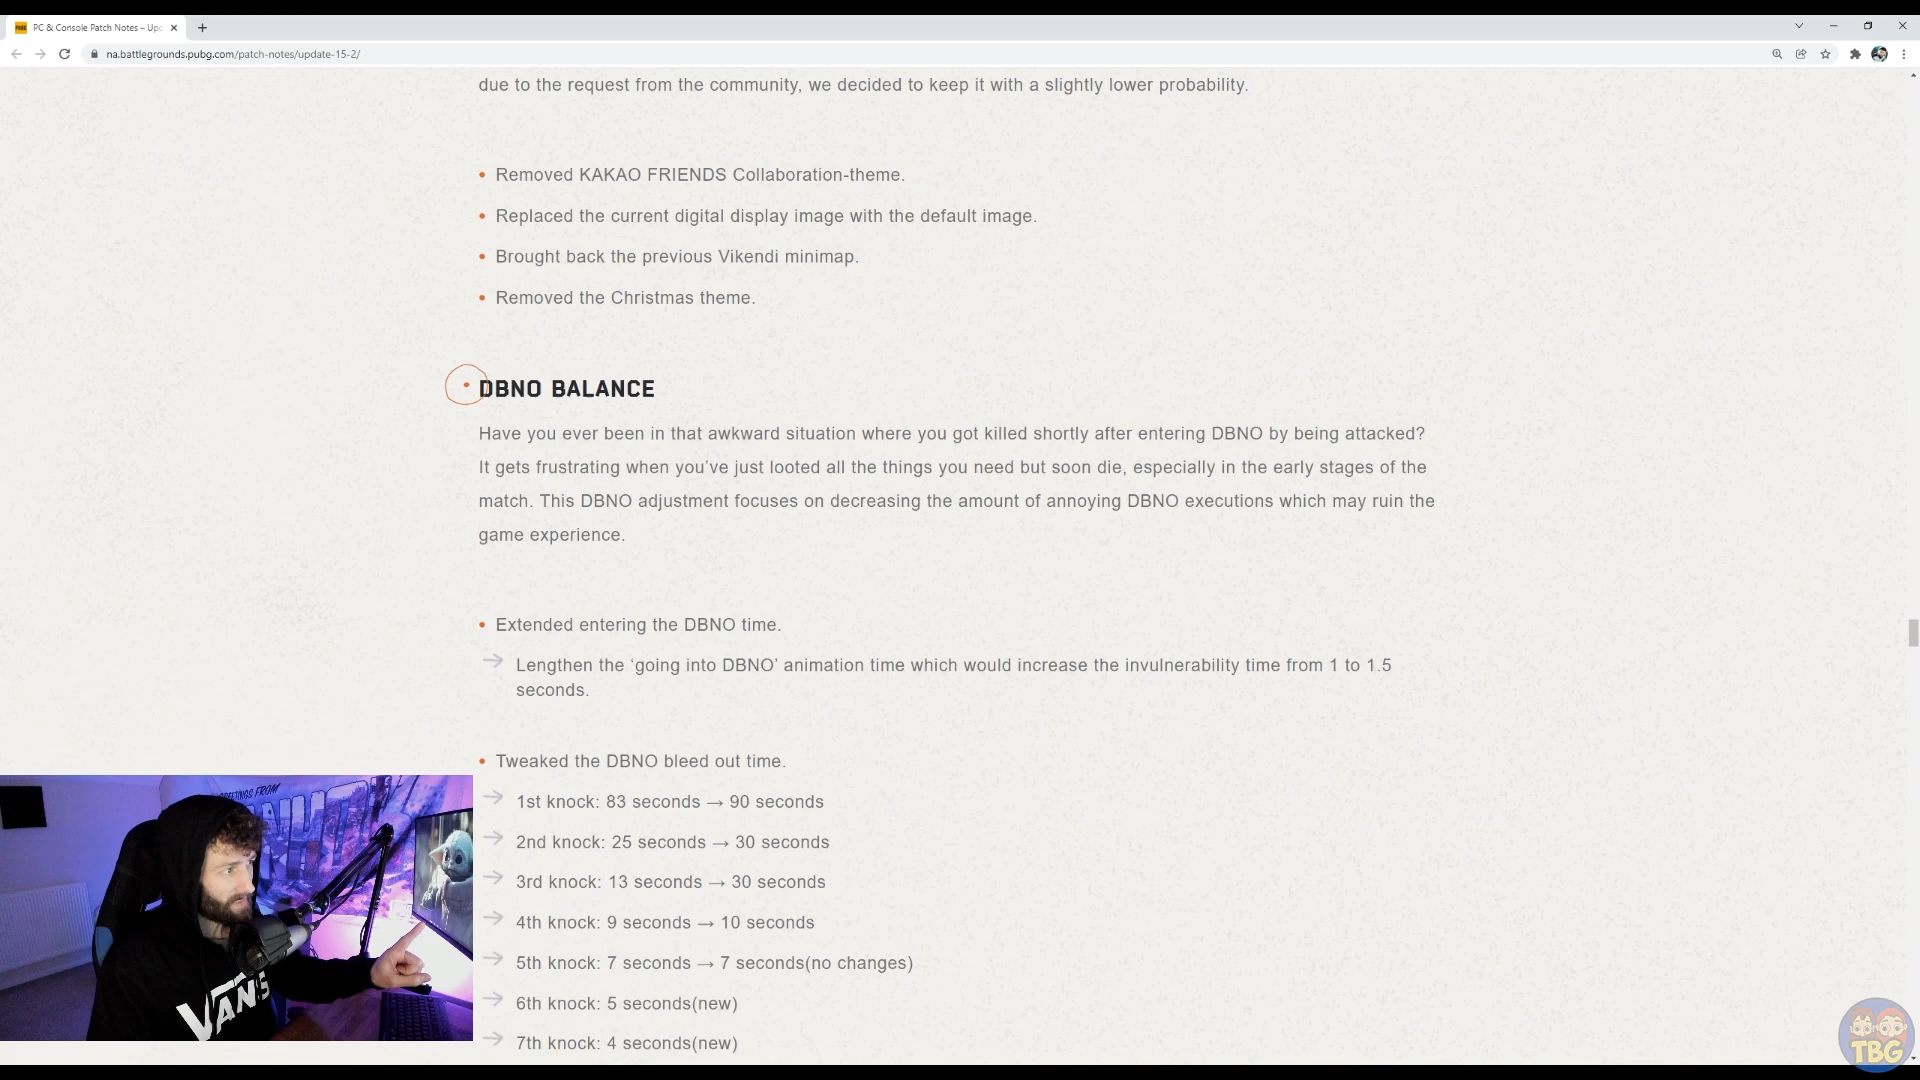 PC & Console Patch Notes – Upd
na.battlegrounds.pubg.com/patch-notes/update-15-2/
due to the request from the community, we decided to keep it with a slightly lower probability.
• Removed KAKAO FRIENDS Collaboration-theme.
• Replaced the current digital display image with the default image.
• Brought back the previous Vikendi minimap.
• Removed the Christmas theme.
• DBNO BALANCE
Have you ever been in that awkward situation where you got killed shortly after entering DBNO by being attacked?
It gets frustrating when you’ve just looted all the things you need but soon die, especially in the early stages of the
match. This DBNO adjustment focuses on decreasing the amount of annoying DBNO executions which may ruin the
game experience.
• Extended entering the DBNO time.
→ Lengthen the ‘going into DBNO’ animation time which would increase the invulnerability time from 1 to 1.5
seconds.
• Tweaked the DBNO bleed out time.
→ 1st knock: 83 seconds → 90 seconds
→ 2nd knock: 25 seconds → 30 seconds
→ 3rd knock: 13 seconds → 30 seconds
→ 4th knock: 9 seconds → 10 seconds
→ 5th knock: 7 seconds → 7 seconds(no changes)
→ 6th knock: 5 seconds(new)
→ 7th knock: 4 seconds(new)
GREETINGS FROM
VANS
TBG